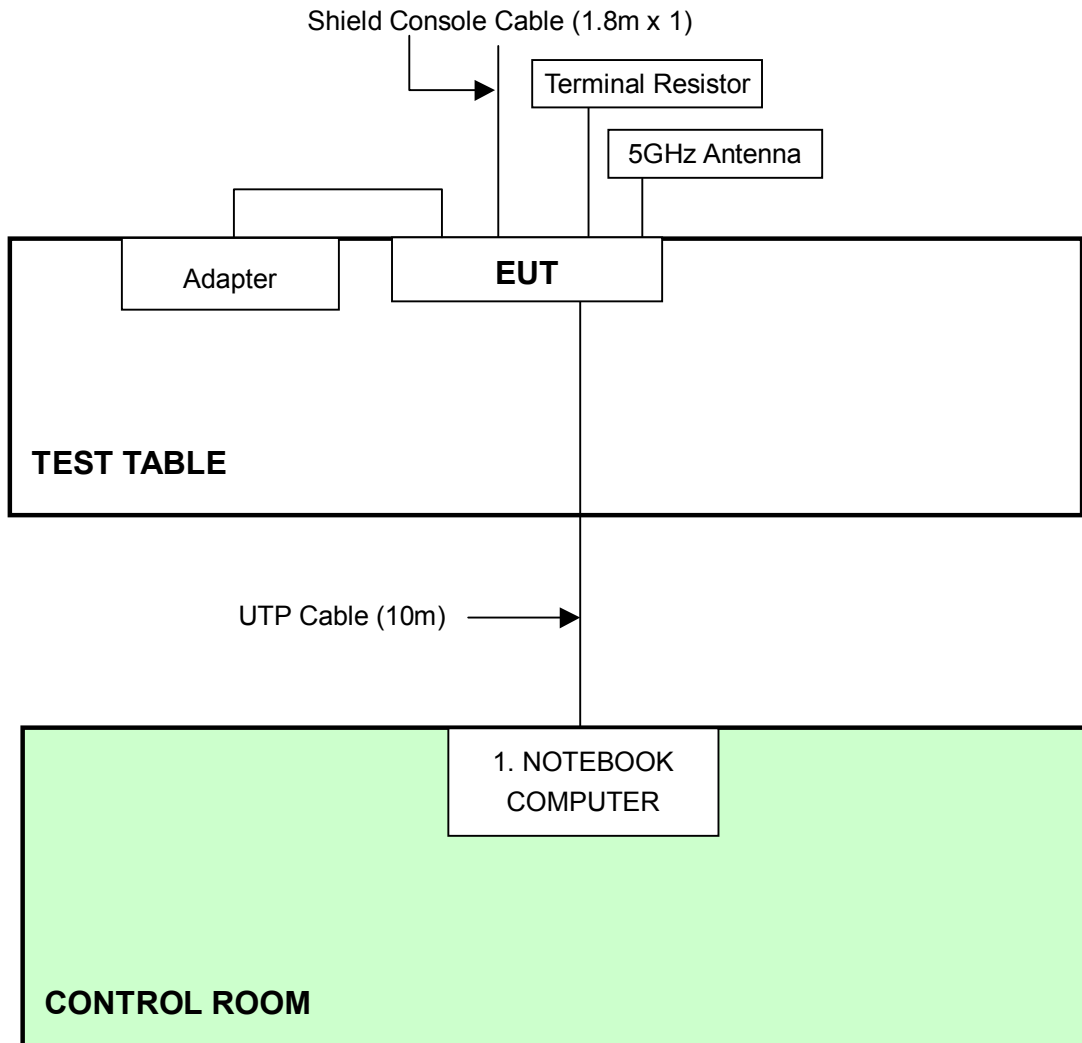 Shield Console Cable (1.8m x 1)
Terminal Resistor
5GHz Antenna
Adapter
EUT
TEST TABLE
UTP Cable (10m)
1. NOTEBOOK
COMPUTER
CONTROL ROOM